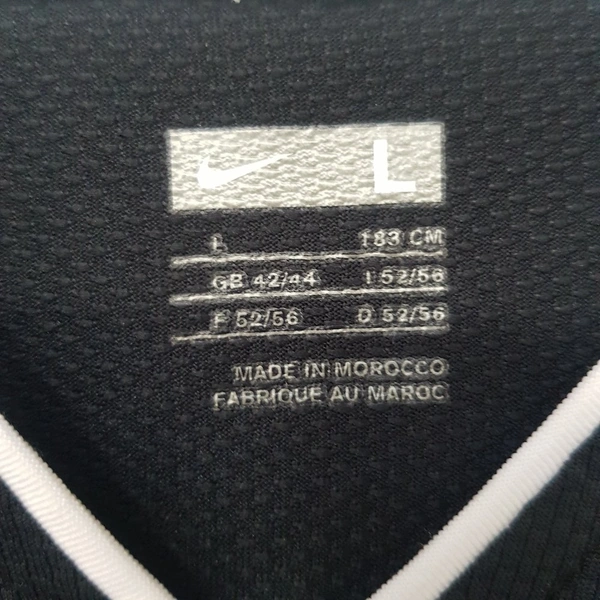 L
L 183 CM
GB 42/44 I 52/56
F 52/56 D 52/56
MADE IN MOROCCO
FABRIQUE AU MAROC